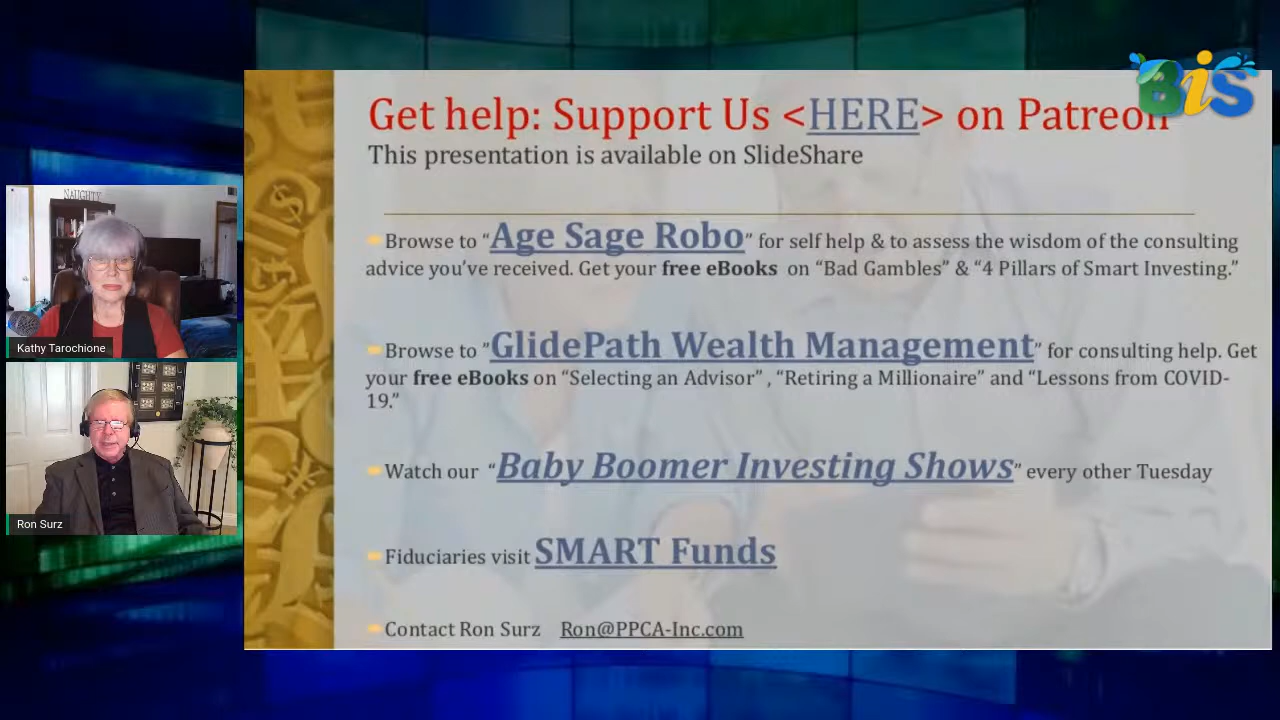 BiS
Get help: Support Us <HERE> on Patreon
This presentation is available on SlideShare
Browse to “Age Sage Robo” for self help & to assess the wisdom of the consulting
advice you’ve received. Get your free eBooks on “Bad Gambles” & “4 Pillars of Smart Investing.”
Browse to ”GlidePath Wealth Management” for consulting help. Get
your free eBooks on “Selecting an Advisor” , “Retiring a Millionaire” and “Lessons from COVID-
19.”
Watch our “Baby Boomer Investing Shows” every other Tuesday
Fiduciaries visit SMART Funds
Contact Ron Surz Ron@PPCA-Inc.com
NAUGHTY
Kathy Tarochione
Ron Surz